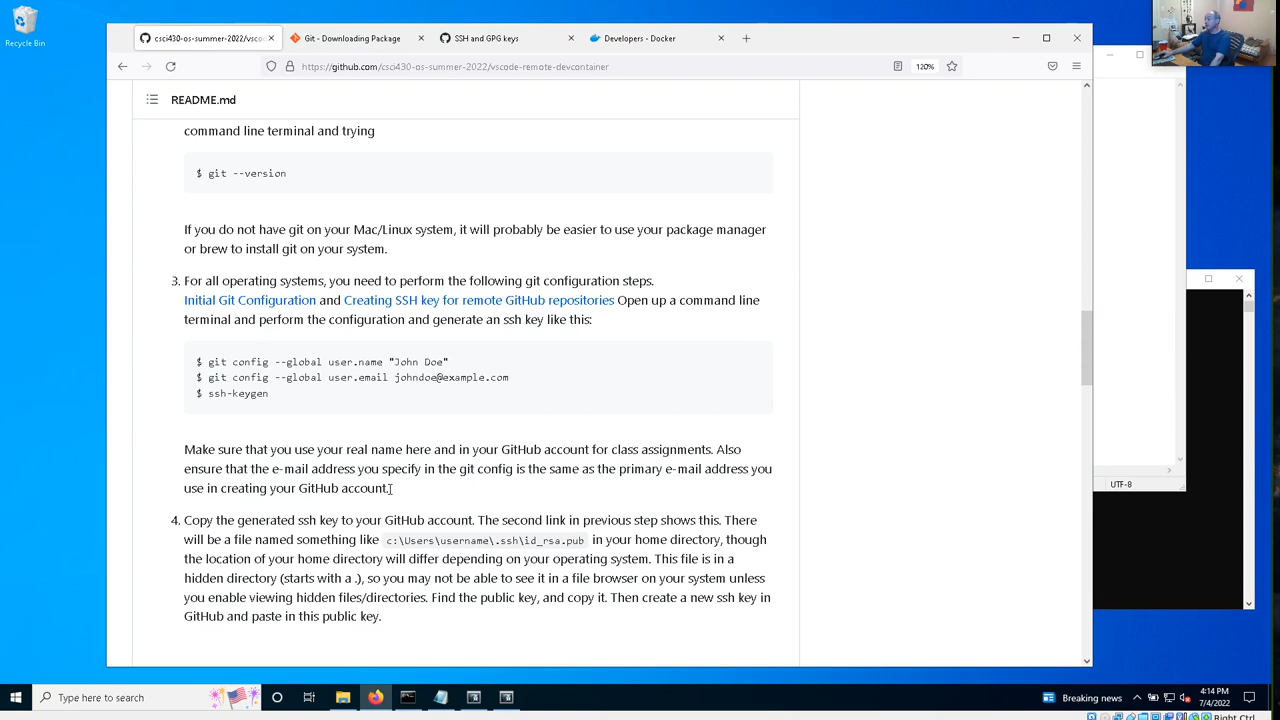 Recycle Bin
csci430-os-summer-2022/vscod
Git - Downloading Package
SSH and GPG keys
Developers - Docker
https://github.com/csci430-os-summer-2022/vscode-remote-devcontainer
120%
README.md
command line terminal and trying
$ git --version
If you do not have git on your Mac/Linux system, it will probably be easier to use your package manager
or brew to install git on your system.
3. For all operating systems, you need to perform the following git configuration steps.
Initial Git Configuration and Creating SSH key for remote GitHub repositories Open up a command line
terminal and perform the configuration and generate an ssh key like this:
$ git config --global user.name "John Doe"
$ git config --global user.email johndoe@example.com
$ ssh-keygen
Make sure that you use your real name here and in your GitHub account for class assignments. Also
ensure that the e-mail address you specify in the git config is the same as the primary e-mail address you
use in creating your GitHub account.
4. Copy the generated ssh key to your GitHub account. The second link in previous step shows this. There
will be a file named something like c:\Users\username\.ssh\id_rsa.pub in your home directory, though
the location of your home directory will differ depending on your operating system. This file is in a
hidden directory (starts with a .), so you may not be able to see it in a file browser on your system unless
you enable viewing hidden files/directories. Find the public key, and copy it. Then create a new ssh key in
GitHub and paste in this public key.
UTF-8
Type here to search
Breaking news
4:14 PM
7/4/2022
Right Ctrl